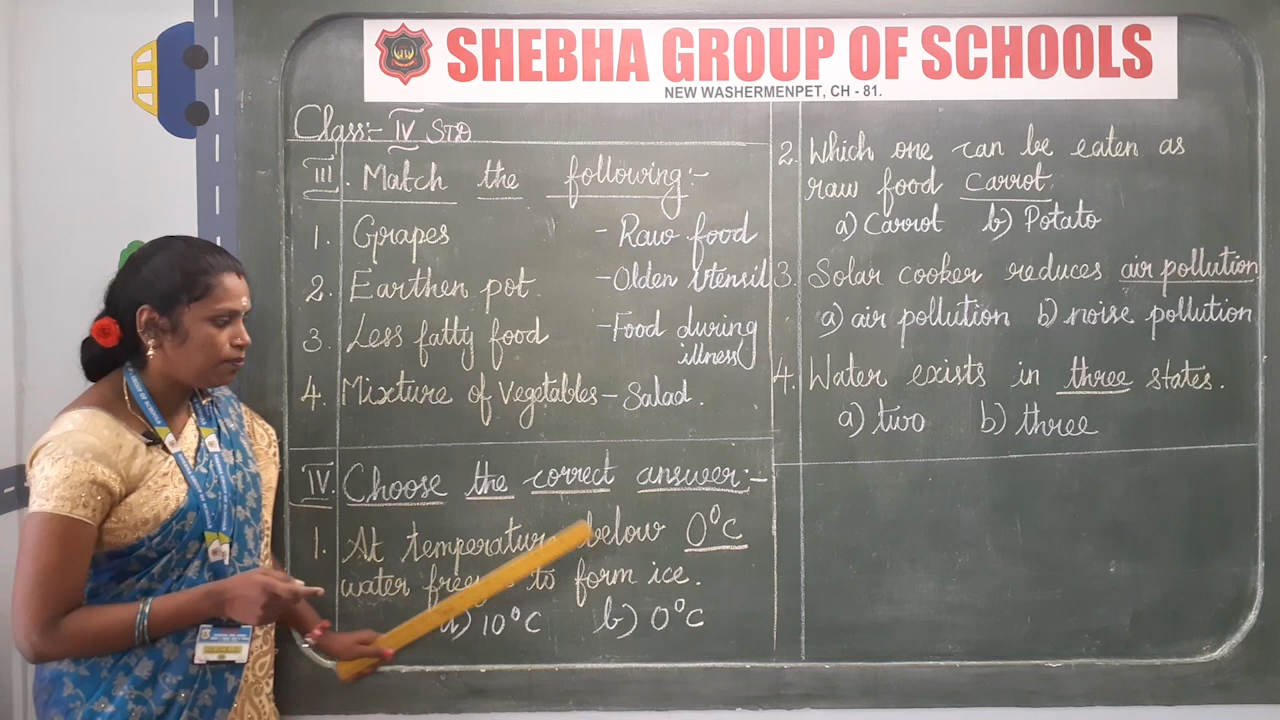 SHEBHA GROUP OF SCHOOLS
NEW WASHERMENPET, CH - 81.
Class:- IV STD
III. Match the following:-
1. Grapes - Raw food
2. Earthen pot - Olden Utensil
3. Less fatty food - Food during
illness
4. Mixture of Vegetables - Salad.
IV. Choose the correct answer:-
1. At temperature below 0°C
water to form ice.
a) 10°C b) 0°C
2. Which one can be eaten as
raw food Carrot.
a) Carrot b) Potato
3. Solar cooker reduces air pollution
a) air pollution b) noise pollution
4. Water exists in three states.
a) two b) three